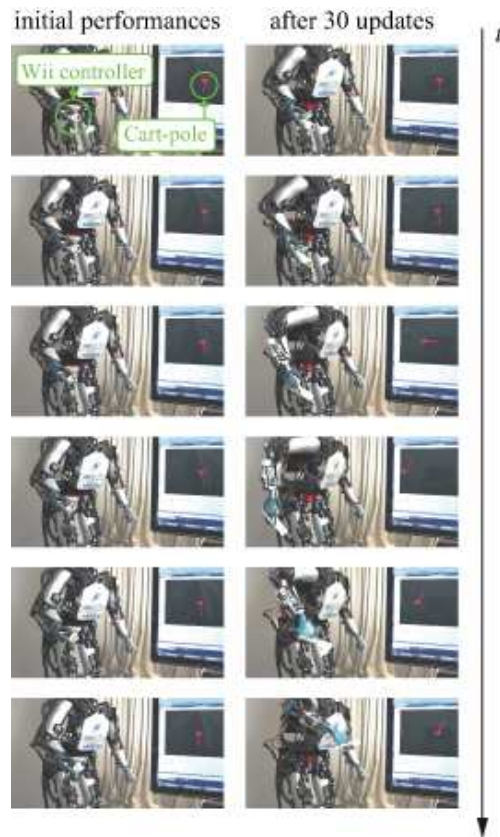 initial performances
after 30 updates
t
Wii controller
Cart-pole